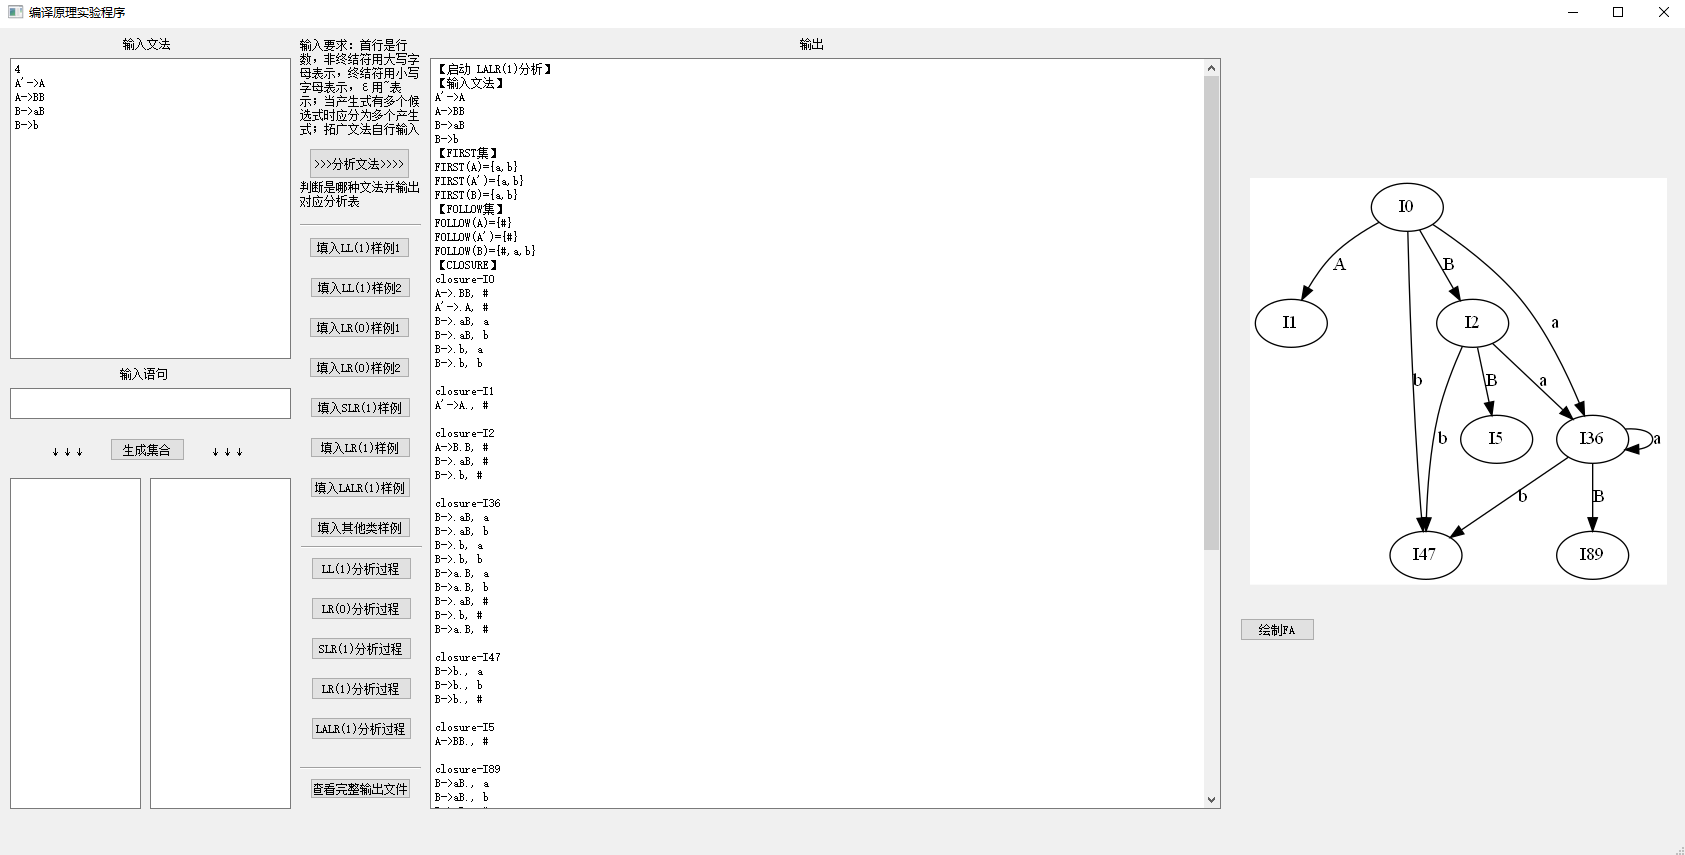 编译原理实验程序
输入文法
4
A'->A
A->BB
B->aB
B->b
输入语句
↓↓↓
生成集合
↓↓↓
输入要求：首行是行
数，非终结符用大写字
母表示，终结符用小写
字母表示，ε用~表
示；当产生式有多个候
选式时应分为多个产生
式；拓广文法自行输入
>>>分析文法>>>>
判断是哪种文法并输出
对应分析表
填入LL(1)样例1
填入LL(1)样例2
填入LR(0)样例1
填入LR(0)样例2
填入SLR(1)样例
填入LR(1)样例
填入LALR(1)样例
填入其他类样例
LL(1)分析过程
LR(0)分析过程
SLR(1)分析过程
LR(1)分析过程
LALR(1)分析过程
查看完整输出文件
输出
【启动 LALR(1)分析】
【输入文法】
A'->A
A->BB
B->aB
B->b
【FIRST集】
FIRST(A)={a,b}
FIRST(A')={a,b}
FIRST(B)={a,b}
【FOLLOW集】
FOLLOW(A)={#}
FOLLOW(A')={#}
FOLLOW(B)={#,a,b}
【CLOSURE】
closure-I0
A->.BB, #
A'->.A, #
B->.aB, a
B->.aB, b
B->.b, a
B->.b, b
closure-I1
A'->A., #
closure-I2
A->B.B, #
B->.aB, #
B->.b, #
closure-I36
B->.aB, a
B->.aB, b
B->.b, a
B->.b, b
B->a.B, a
B->a.B, b
B->.aB, #
B->.b, #
B->a.B, #
closure-I47
B->b., a
B->b., b
B->b., #
closure-I5
A->BB., #
closure-I89
B->aB., a
B->aB., b
I0
A
B
I1
I2
a
b
B
a
b
I5
I36
a
b
B
I47
I89
绘制FA